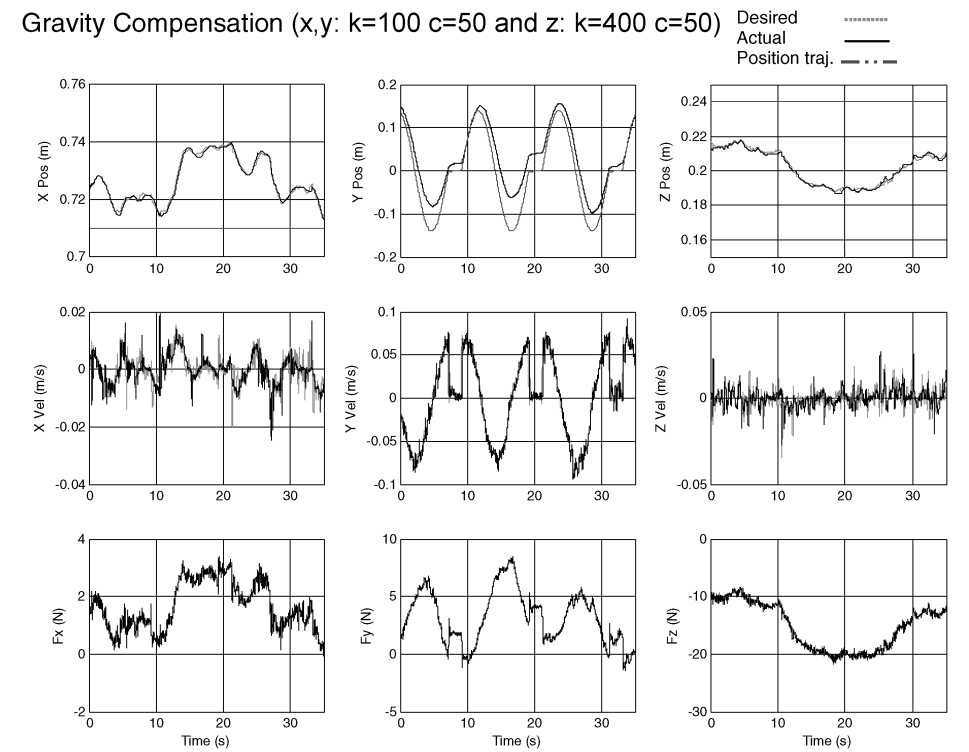 Gravity Compensation (x,y: k=100 c=50 and z: k=400 c=50)
Desired
Actual
Position traj.
0.76
0.74
0.72
0.7
X Pos (m)
0 10 20 30
0.2
0.1
0
-0.1
-0.2
Y Pos (m)
0 10 20 30
0.24
0.22
0.2
0.18
0.16
Z Pos (m)
0 10 20 30
0.02
0
-0.02
-0.04
X Vel (m/s)
0 10 20 30
0.1
0.05
0
-0.05
-0.1
Y Vel (m/s)
0 10 20 30
0.05
0
-0.05
Z Vel (m/s)
0 10 20 30
4
2
0
-2
Fx (N)
0 10 20 30
Time (s)
10
5
0
-5
Fy (N)
0 10 20 30
Time (s)
0
-10
-20
-30
Fz (N)
0 10 20 30
Time (s)